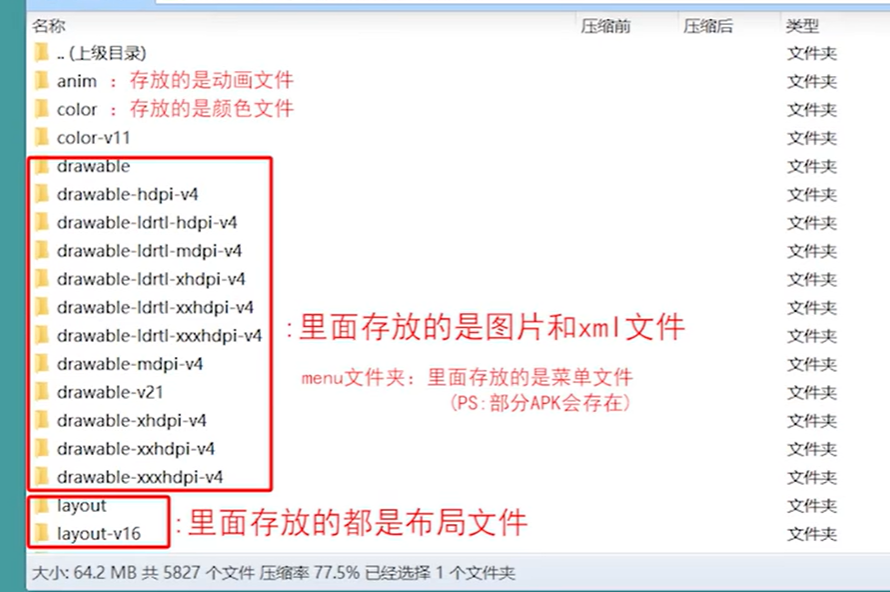 名称 压缩前 压缩后 类型
.. (上级目录) 文件夹
anim ：存放的是动画文件 文件夹
color ：存放的是颜色文件 文件夹
color-v11 文件夹
drawable 文件夹
drawable-hdpi-v4 文件夹
drawable-ldrtl-hdpi-v4 文件夹
drawable-ldrtl-mdpi-v4 文件夹
drawable-ldrtl-xhdpi-v4 文件夹
drawable-ldrtl-xxhdpi-v4 文件夹
:里面存放的是图片和xml文件
drawable-ldrtl-xxxhdpi-v4 文件夹
drawable-mdpi-v4 文件夹
menu文件夹：里面存放的是菜单文件
drawable-v21 文件夹
(PS:部分APK会存在)
drawable-xhdpi-v4 文件夹
drawable-xxhdpi-v4 文件夹
drawable-xxxhdpi-v4 文件夹
layout 文件夹
:里面存放的都是布局文件
layout-v16 文件夹
大小: 64.2 MB 共 5827 个文件 压缩率 77.5% 已经选择 1 个文件夹